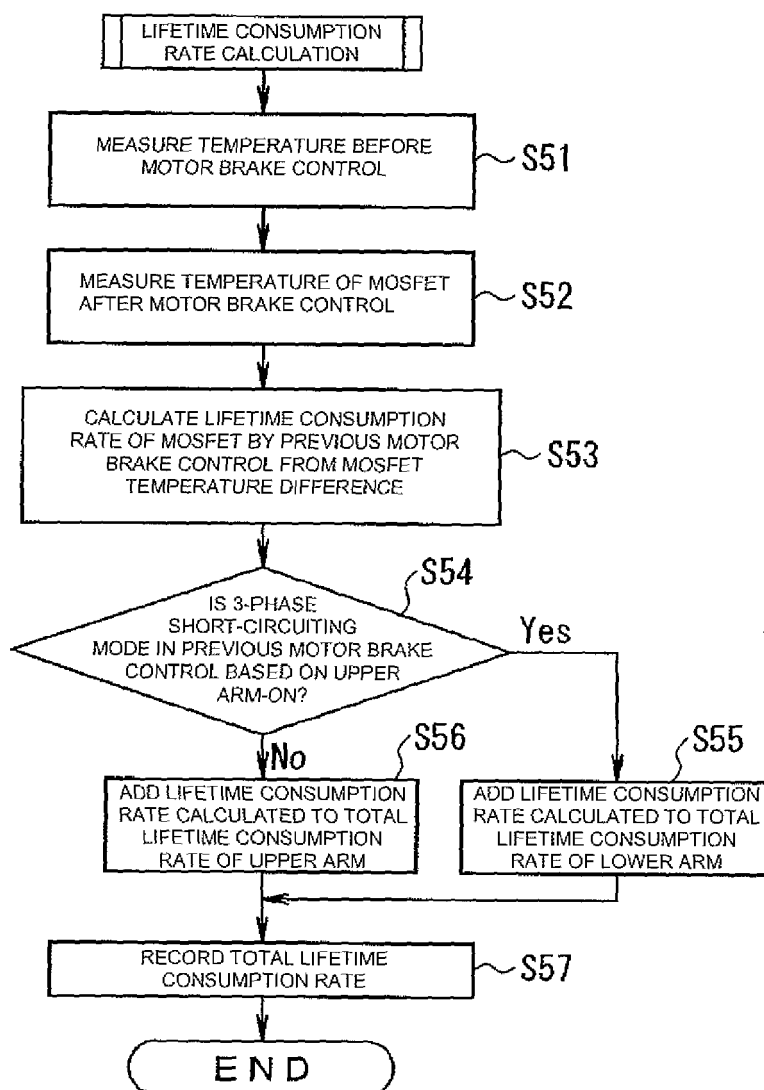 LIFETIME CONSUMPTION
RATE CALCULATION
MEASURE TEMPERATURE BEFORE
MOTOR BRAKE CONTROL
S51
MEASURE TEMPERATURE OF MOSFET
AFTER MOTOR BRAKE CONTROL
S52
CALCULATE LIFETIME CONSUMPTION
RATE OF MOSFET BY PREVIOUS MOTOR
BRAKE CONTROL FROM MOSFET
TEMPERATURE DIFFERENCE
S53
S54
IS 3-PHASE
SHORT-CIRCUITING
MODE IN PREVIOUS MOTOR BRAKE
CONTROL BASED ON UPPER
ARM-ON?
Yes
No
S56
ADD LIFETIME CONSUMPTION
RATE CALCULATED TO TOTAL
LIFETIME CONSUMPTION
RATE OF UPPER ARM
S55
ADD LIFETIME CONSUMPTION
RATE CALCULATED TO TOTAL
LIFETIME CONSUMPTION
RATE OF LOWER ARM
RECORD TOTAL LIFETIME
CONSUMPTION RATE
S57
END